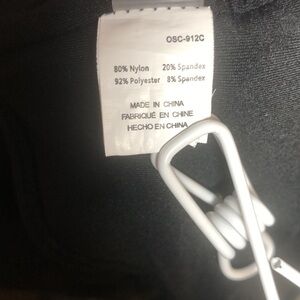 OSC-912C
80% Nylon 20% Spandex
92% Polyester 8% Spandex
MADE IN CHINA
FABRIQUÉ EN CHINE
HECHO EN CHINA